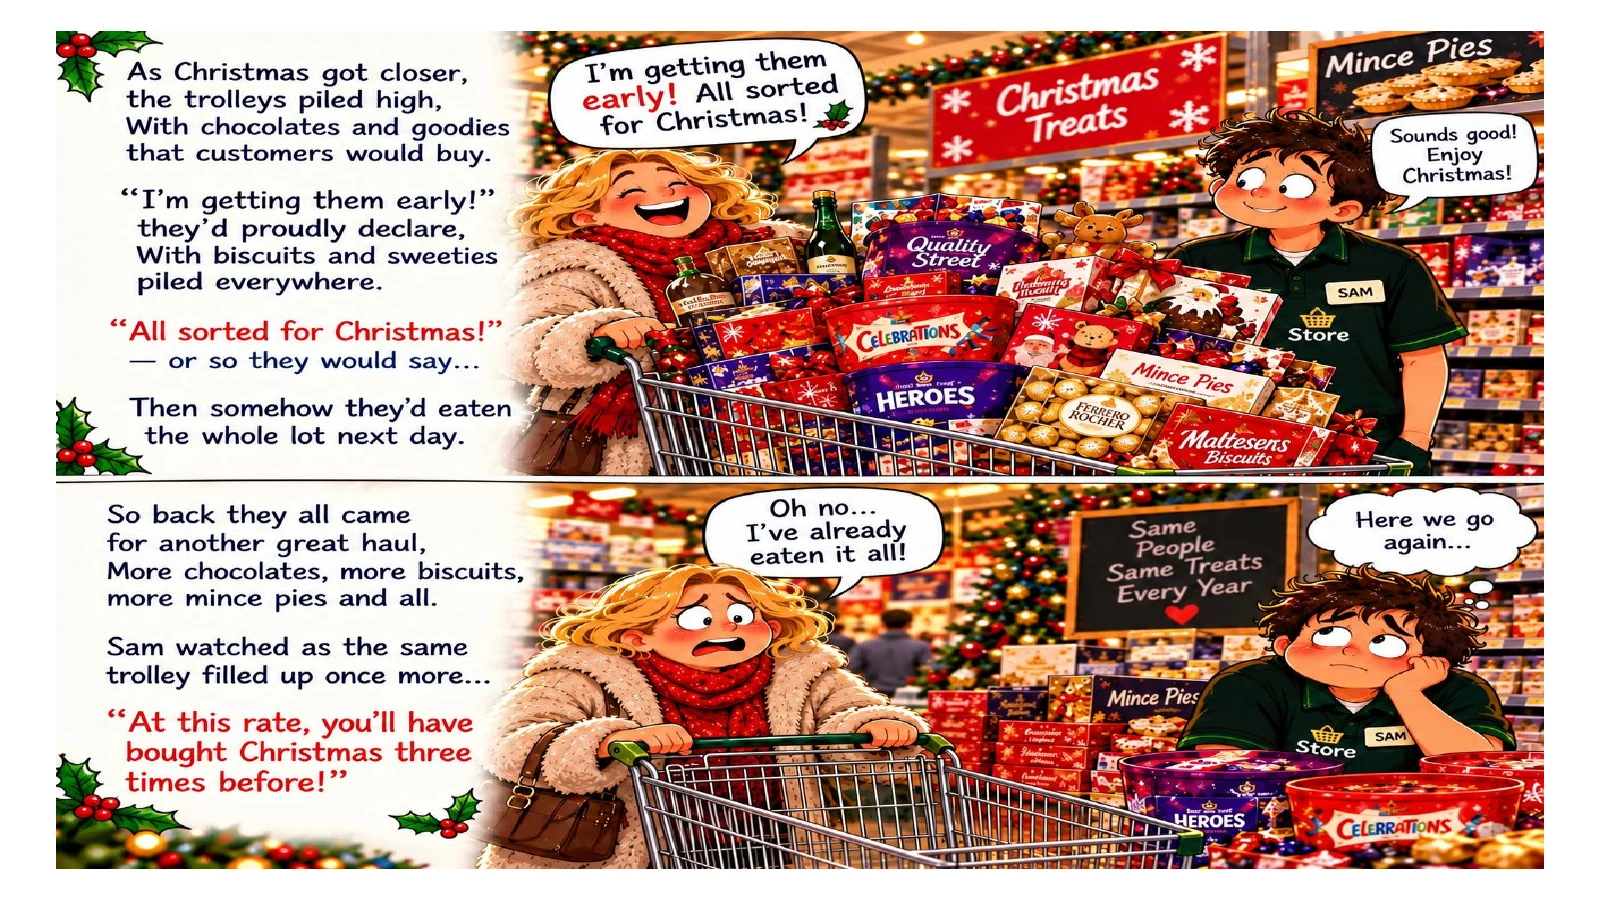 As Christmas got closer,
the trolleys piled high,
With chocolates and goodies
that customers would buy.
“I’m getting them early!”
they’d proudly declare,
With biscuits and sweeties
piled everywhere.
“All sorted for Christmas!”
— or so they would say...
Then somehow they’d eaten
the whole lot next day.
I’m getting them
early! All sorted
for Christmas!
Christmas
Treats
Mince Pies
Sounds good!
Enjoy
Christmas!
SAM
Store
Quality
Street
CELEBRATIONS
HEROES
Mince Pies
FERRERO
ROCHER
Maltesers
Biscuits
So back they all came
for another great haul,
More chocolates, more biscuits,
more mince pies and all.
Sam watched as the same
trolley filled up once more...
“At this rate, you’ll have
bought Christmas three
times before!”
Oh no...
I’ve already
eaten it all!
Same
People
Same Treats
Every Year
Here we go
again...
Mince Pies
Store
SAM
HEROES
CELEBRATIONS